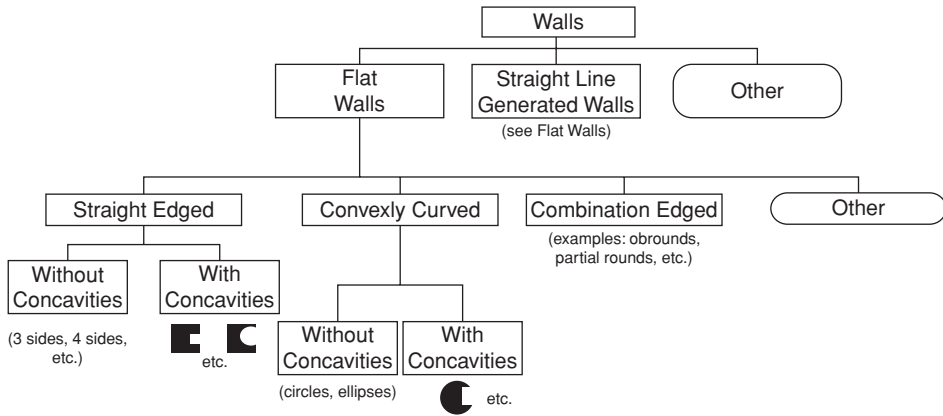 Walls
Flat
Walls
Straight Line
Generated Walls
(see Flat Walls)
Other
Straight Edged
Convexly Curved
Combination Edged
(examples: obrounds,
partial rounds, etc.)
Other
Without
Concavities
(3 sides, 4 sides,
etc.)
With
Concavities
etc.
Without
Concavities
(circles, ellipses)
With
Concavities
etc.